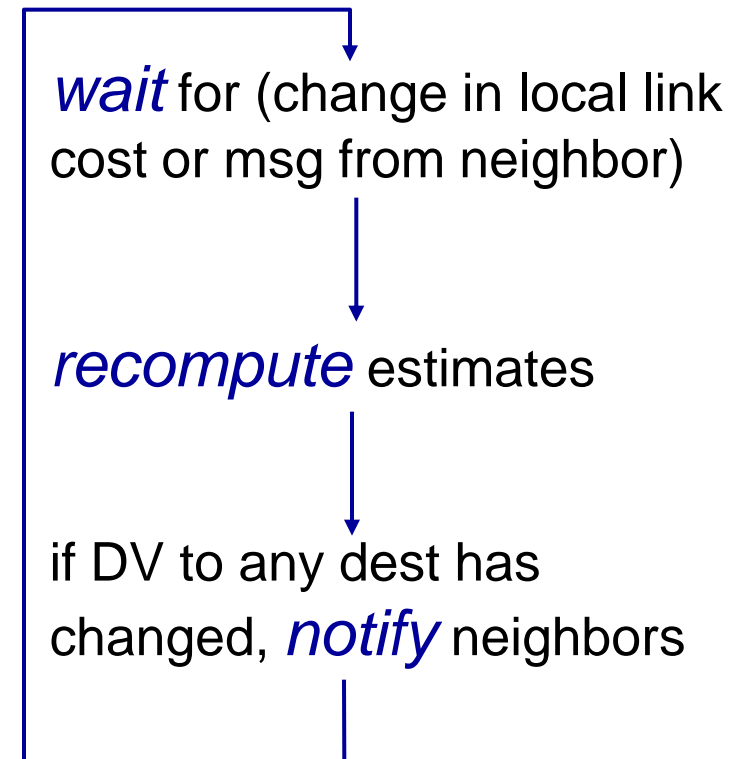 wait for (change in local link
cost or msg from neighbor)
recompute estimates
if DV to any dest has
changed, notify neighbors